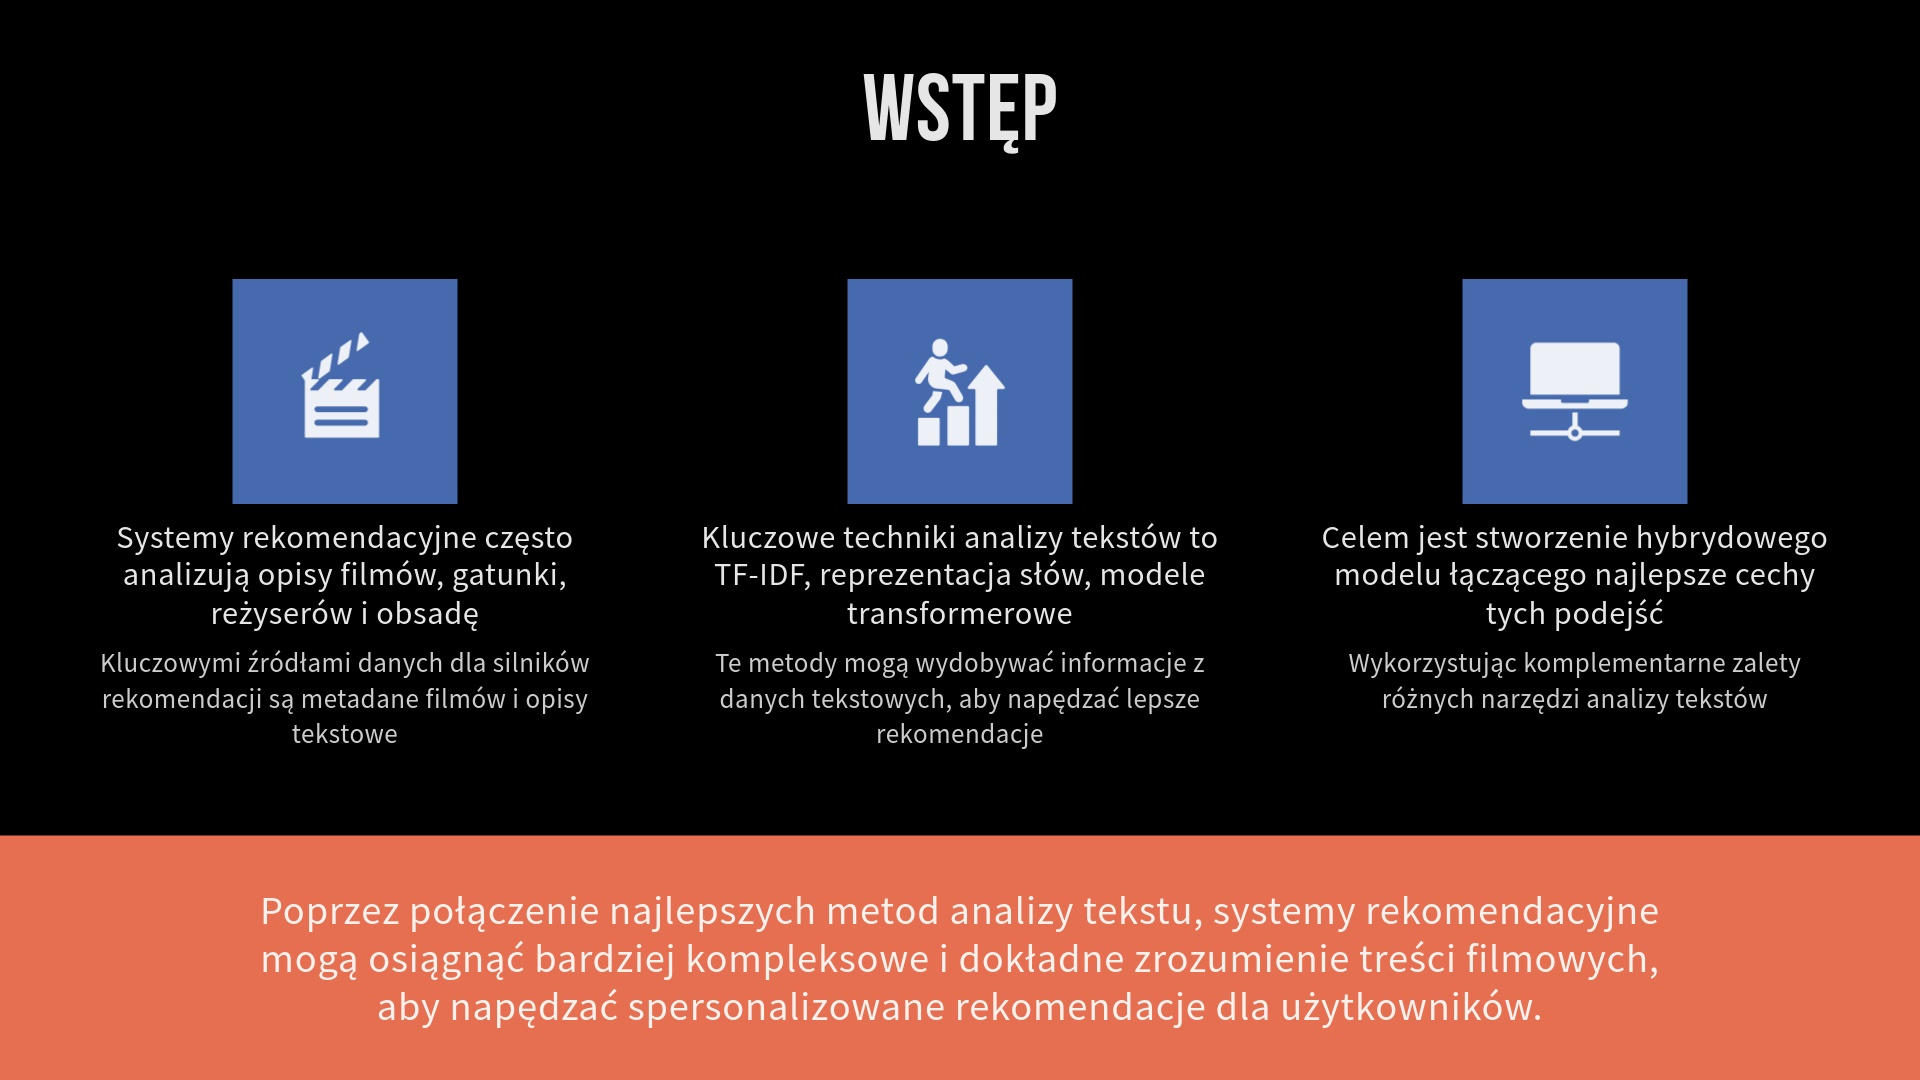 WSTĘP
Systemy rekomendacyjne często
analizują opisy filmów, gatunki,
reżyserów i obsadę
Kluczowymi źródłami danych dla silników
rekomendacji są metadane filmów i opisy
tekstowe
Kluczowe techniki analizy tekstów to
TF-IDF, reprezentacja słów, modele
transformerowe
Te metody mogą wydobywać informacje z
danych tekstowych, aby napędzać lepsze
rekomendacje
Celem jest stworzenie hybrydowego
modelu łączącego najlepsze cechy
tych podejść
Wykorzystując komplementarne zalety
różnych narzędzi analizy tekstów
Poprzez połączenie najlepszych metod analizy tekstu, systemy rekomendacyjne
mogą osiągnąć bardziej kompleksowe i dokładne zrozumienie treści filmowych,
aby napędzać spersonalizowane rekomendacje dla użytkowników.